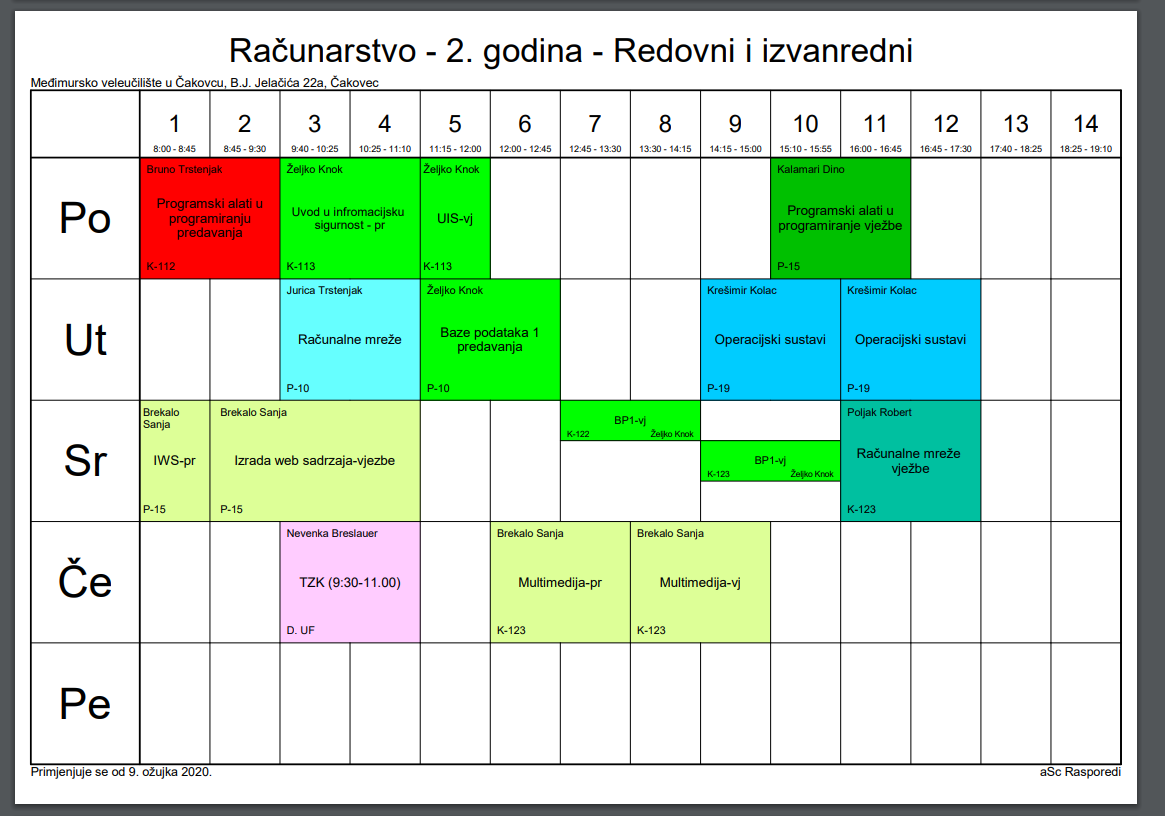 Računarstvo - 2. godina - Redovni i izvanredni
Međimursko veleučilište u Čakovcu, B.J. Jelačića 22a, Čakovec
1 2 3 4 5 6 7 8 9 10 11 12 13 14
8:00 - 8:45 8:45 - 9:30 9:40 - 10:25 10:25 - 11:10 11:15 - 12:00 12:00 - 12:45 12:45 - 13:30 13:30 - 14:15 14:15 - 15:00 15:10 - 15:55 16:00 - 16:45 16:45 - 17:30 17:40 - 18:25 18:25 - 19:10
Po
Bruno Trstenjak
Programski alati u
programiranju
predavanja
K-112
Željko Knok
Uvod u infromacijsku
sigurnost - pr
K-113
Željko Knok
UIS-vj
K-113
Kalamari Dino
Programski alati u
programiranje vježbe
P-15
Ut
Jurica Trstenjak
Računalne mreže
P-10
Željko Knok
Baze podataka 1
predavanja
P-10
Krešimir Kolac
Operacijski sustavi
P-19
Krešimir Kolac
Operacijski sustavi
P-19
Sr
Brekalo
Sanja
IWS-pr
P-15
Brekalo Sanja
Izrada web sadrzaja-vjezbe
P-15
BP1-vj
K-122 Željko Knok
BP1-vj
K-123 Željko Knok
Poljak Robert
Računalne mreže
vježbe
K-123
Če
Nevenka Breslauer
TZK (9:30-11.00)
D. UF
Brekalo Sanja
Multimedija-pr
K-123
Brekalo Sanja
Multimedija-vj
K-123
Pe
Primjenjuje se od 9. ožujka 2020.
aSc Rasporedi